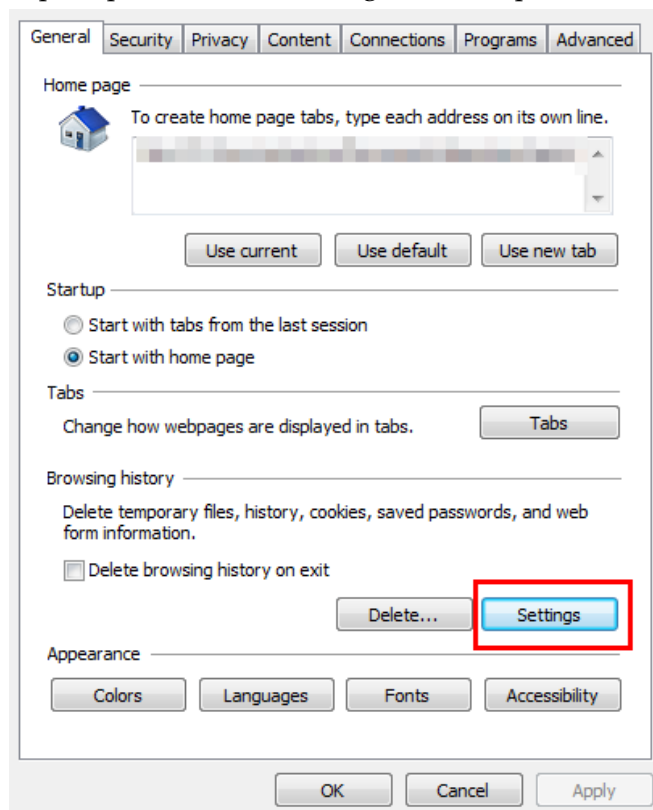 General Security Privacy Content Connections Programs Advanced
Home page
To create home page tabs, type each address on its own line.
Use current Use default Use new tab
Startup
Start with tabs from the last session
Start with home page
Tabs
Change how webpages are displayed in tabs. Tabs
Browsing history
Delete temporary files, history, cookies, saved passwords, and web
form information.
Delete browsing history on exit
Delete... Settings
Appearance
Colors Languages Fonts Accessibility
OK Cancel Apply